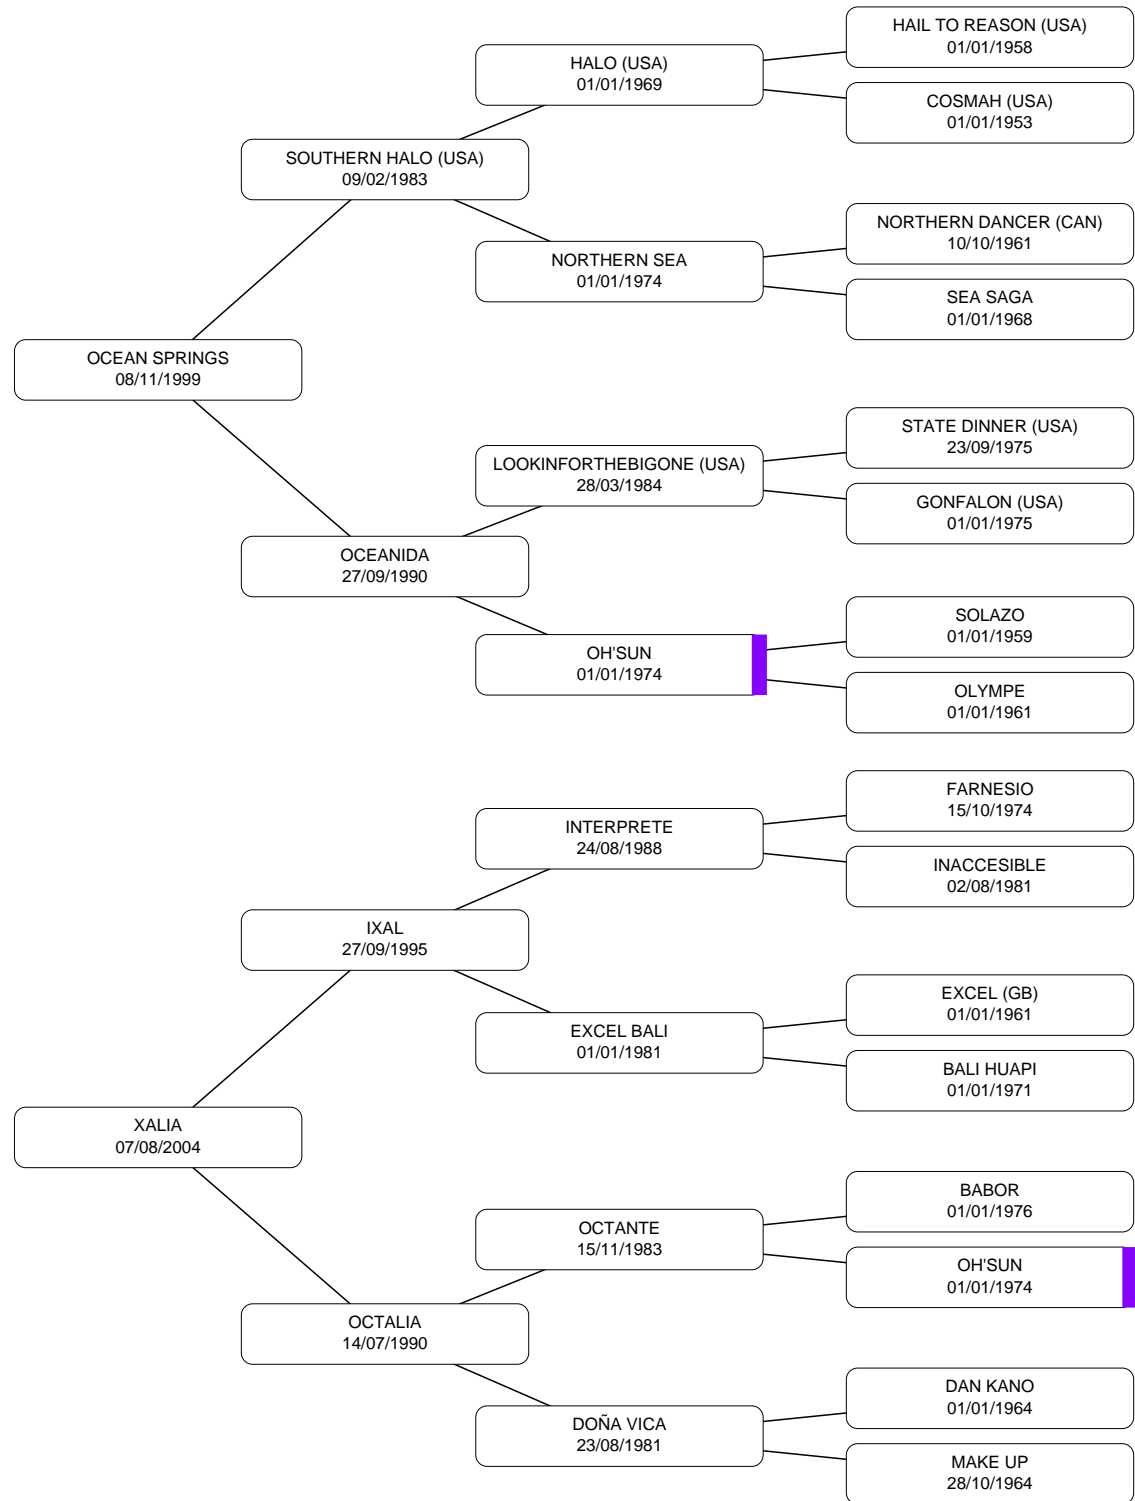 HAIL TO REASON (USA)
01/01/1958
HALO (USA)
01/01/1969
COSMAH (USA)
01/01/1953
SOUTHERN HALO (USA)
09/02/1983
NORTHERN DANCER (CAN)
10/10/1961
NORTHERN SEA
01/01/1974
SEA SAGA
01/01/1968
OCEAN SPRINGS
08/11/1999
STATE DINNER (USA)
23/09/1975
LOOKINFORTHEBIGONE (USA)
28/03/1984
GONFALON (USA)
01/01/1975
OCEANIDA
27/09/1990
SOLAZO
01/01/1959
OH'SUN
01/01/1974
OLYMPE
01/01/1961
FARNESIO
15/10/1974
INTERPRETE
24/08/1988
INACCESIBLE
02/08/1981
IXAL
27/09/1995
EXCEL (GB)
01/01/1961
EXCEL BALI
01/01/1981
BALI HUAPI
01/01/1971
XALIA
07/08/2004
BABOR
01/01/1976
OCTANTE
15/11/1983
OH'SUN
01/01/1974
OCTALIA
14/07/1990
DAN KANO
01/01/1964
DOÑA VICA
23/08/1981
MAKE UP
28/10/1964